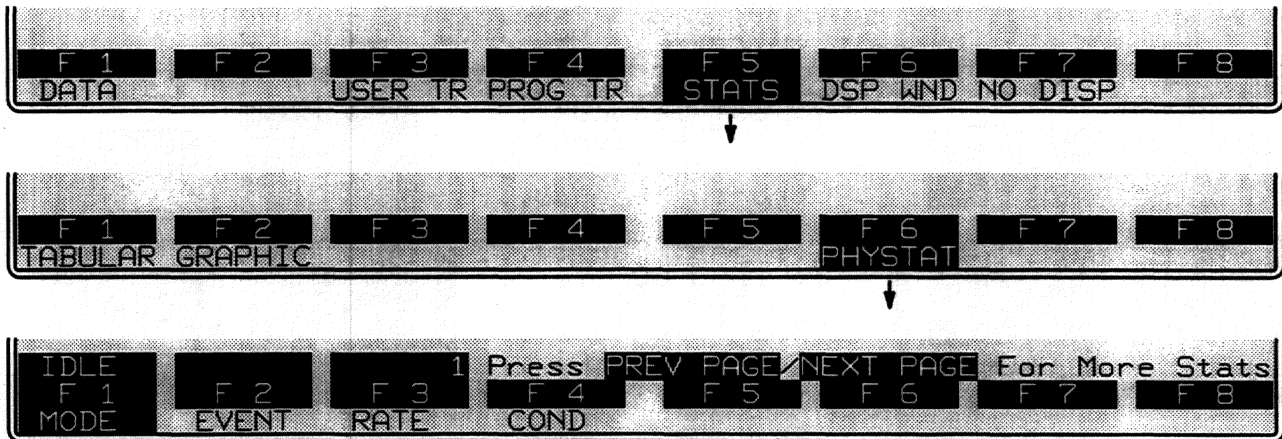 F 1 F 2 F 3 F 4 F 5 F 6 F 7 F 8
DATA USER TR PROG TR STATS DSP WND NO DISP
F 1 F 2 F 3 F 4 F 5 F 6 F 7 F 8
TABULAR GRAPHIC PHYSTAT
IDLE 1 Press PREV PAGE/NEXT PAGE For More Stats
F 1 F 2 F 3 F 4 F 5 F 6 F 7 F 8
MODE EVENT RATE COND